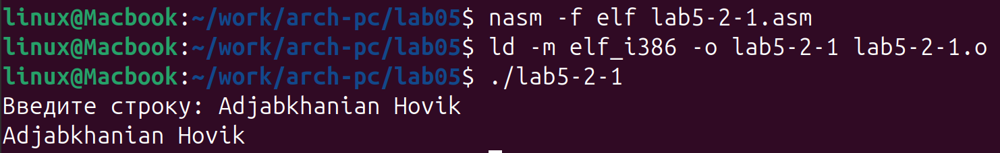 linux@Macbook:~/work/arch-pc/lab05$ nasm -f elf lab5-2-1.asm
linux@Macbook:~/work/arch-pc/lab05$ ld -m elf_i386 -o lab5-2-1 lab5-2-1.o
linux@Macbook:~/work/arch-pc/lab05$ ./lab5-2-1
Введите строку: Adjabkhanian Hovik
Adjabkhanian Hovik